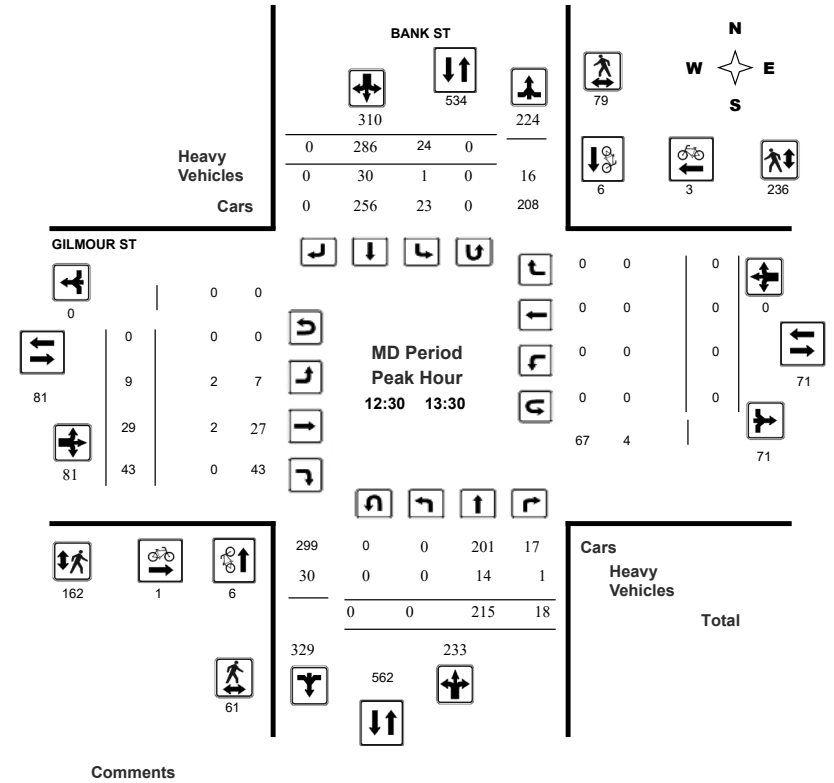 BANK ST
N
W E
S
534
79
310 224
0 286 24 0
Heavy
Vehicles
0 30 1 0 16
Cars 0 256 23 0 208
6 3 236
GILMOUR ST
0 0 0
0 0 0
0 0 0 0
0 0 0
81 9 2 7
0 0 0
71
MD Period
Peak Hour
12:30 13:30
0 0 0
29 2 27
67 4
71
81 43 0 43
299 0 0 201 17 Cars
30 0 0 14 1 Heavy
Vehicles
0 0 215 18 Total
162 1 6
329 562 233
61
Comments